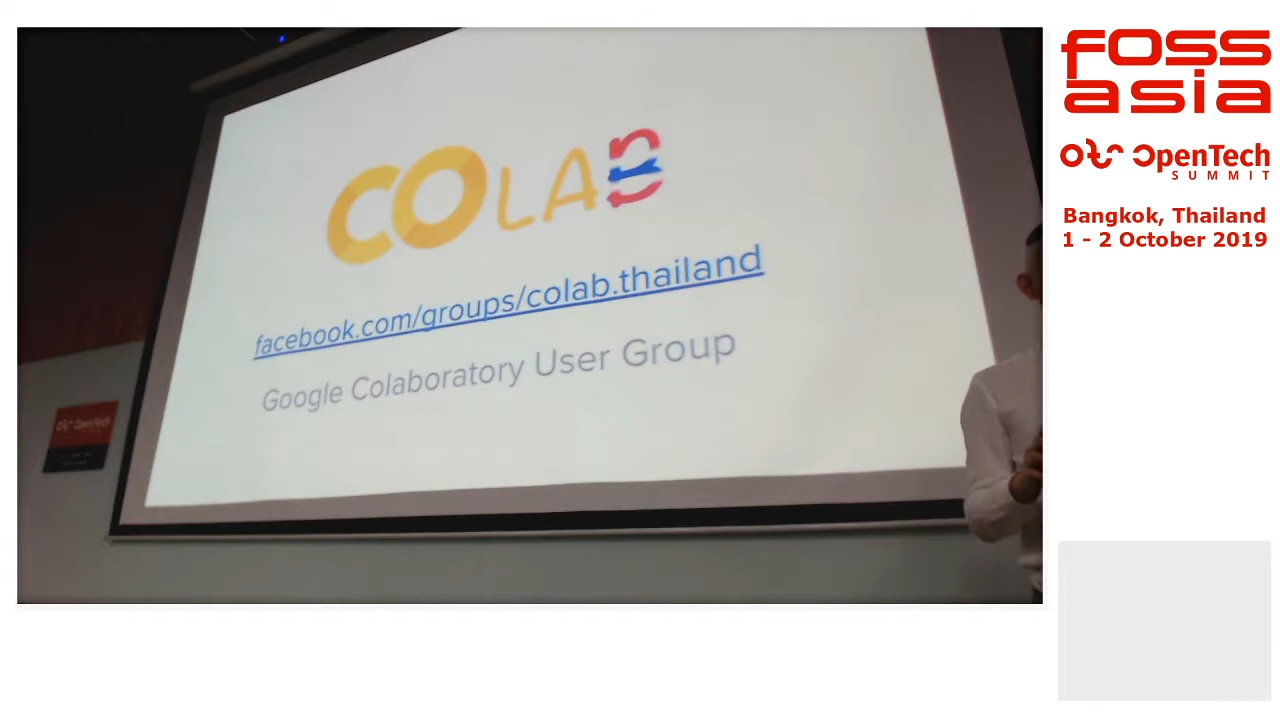 COLAB
facebook.com/groups/colab.thailand
Google Colaboratory User Group
OpenTech
FOSS
asia
OpenTech
SUMMIT
Bangkok, Thailand
1 - 2 October 2019